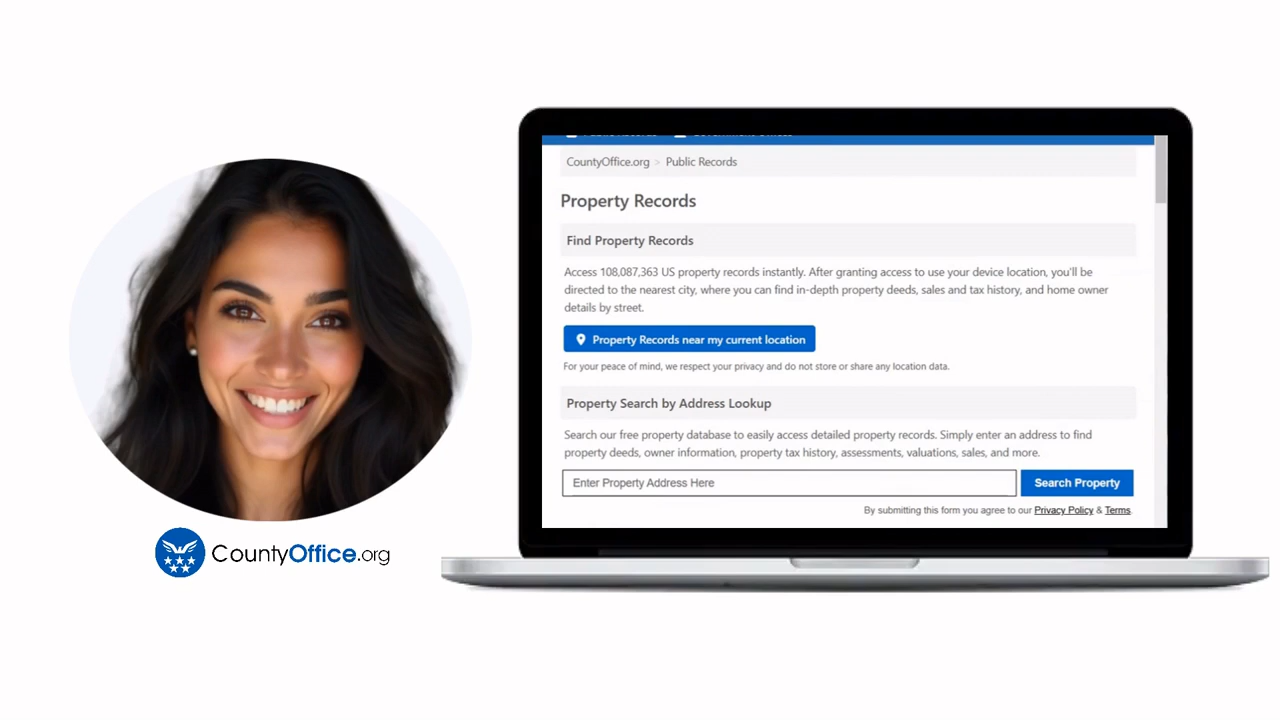 CountyOffice.org > Public Records
Property Records
Find Property Records
Access 108,087,363 US property records instantly. After granting access to use your device location, you'll be
directed to the nearest city, where you can find in-depth property deeds, sales and tax history, and home owner
details by street.
Property Records near my current location
For your peace of mind, we respect your privacy and do not store or share any location data.
Property Search by Address Lookup
Search our free property database to easily access detailed property records. Simply enter an address to find
property deeds, owner information, property tax history, assessments, valuations, sales, and more.
Enter Property Address Here
Search Property
By submitting this form you agree to our Privacy Policy & Terms.
CountyOffice.org